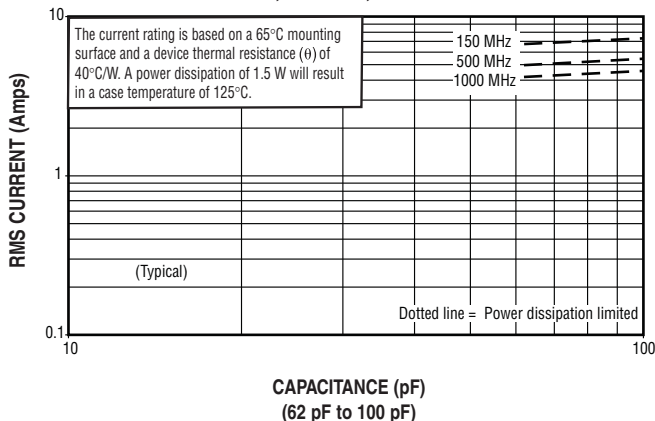 10
The current rating is based on a 65°C mounting
surface and a device thermal resistance (θ) of
40°C/W. A power dissipation of 1.5 W will result
in a case temperature of 125°C.
150 MHz
500 MHz
1000 MHz
RMS CURRENT (Amps)
1
(Typical)
Dotted line = Power dissipation limited
0.1
10
100
CAPACITANCE (pF)
(62 pF to 100 pF)